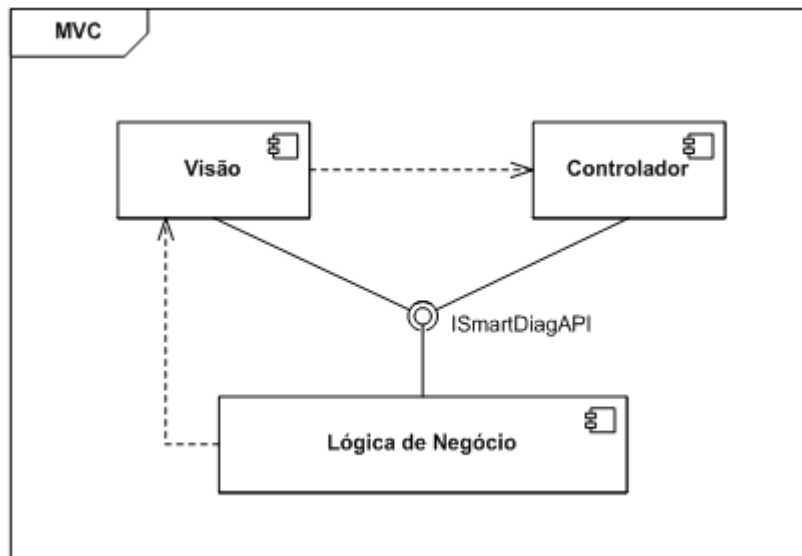 MVC
Visão
Controlador
ISmartDiagAPI
Lógica de Negócio